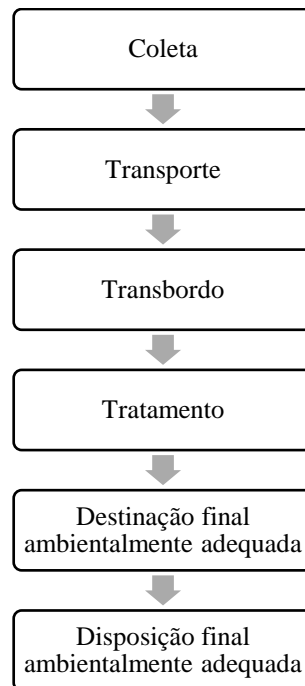 Coleta
Transporte
Transbordo
Tratamento
Destinação final
ambientalmente adequada
Disposição final
ambientalmente adequada